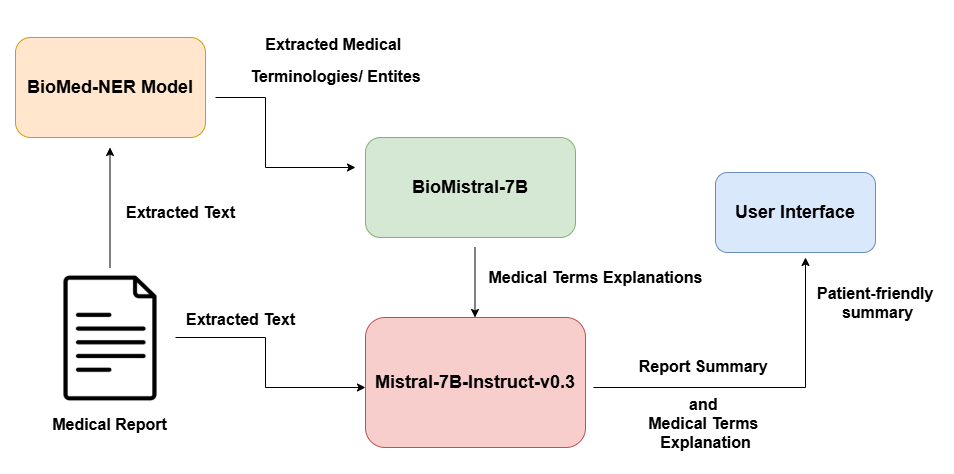 Extracted Medical
Terminologies/ Entites
BioMed-NER Model
BioMistral-7B
User Interface
Extracted Text
Medical Terms Explanations
Patient-friendly
summary
Extracted Text
Mistral-7B-Instruct-v0.3
Report Summary
and
Medical Terms
Explanation
Medical Report